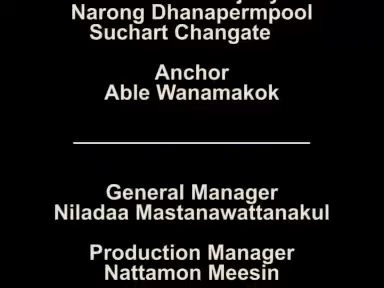 Narong Dhanapermpool
Suchart Changate
Anchor
Able Wanamakok
General Manager
Niladaa Mastanawattanakul
Production Manager
Nattamon Meesin